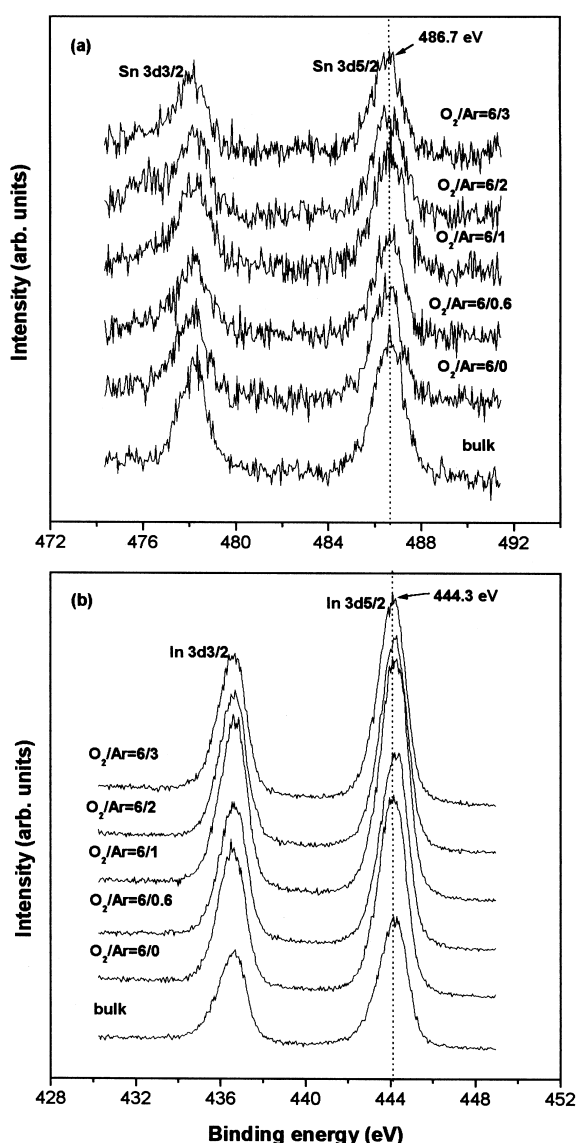 (a)
486.7 eV
Sn 3d3/2
Sn 3d5/2
O2/Ar=6/3
O2/Ar=6/2
O2/Ar=6/1
O2/Ar=6/0.6
O2/Ar=6/0
bulk
Intensity (arb. units)
472 476 480 484 488 492
(b)
In 3d5/2
444.3 eV
In 3d3/2
O2/Ar=6/3
O2/Ar=6/2
O2/Ar=6/1
O2/Ar=6/0.6
O2/Ar=6/0
bulk
Intensity (arb. units)
428 432 436 440 444 448 452
Binding energy (eV)